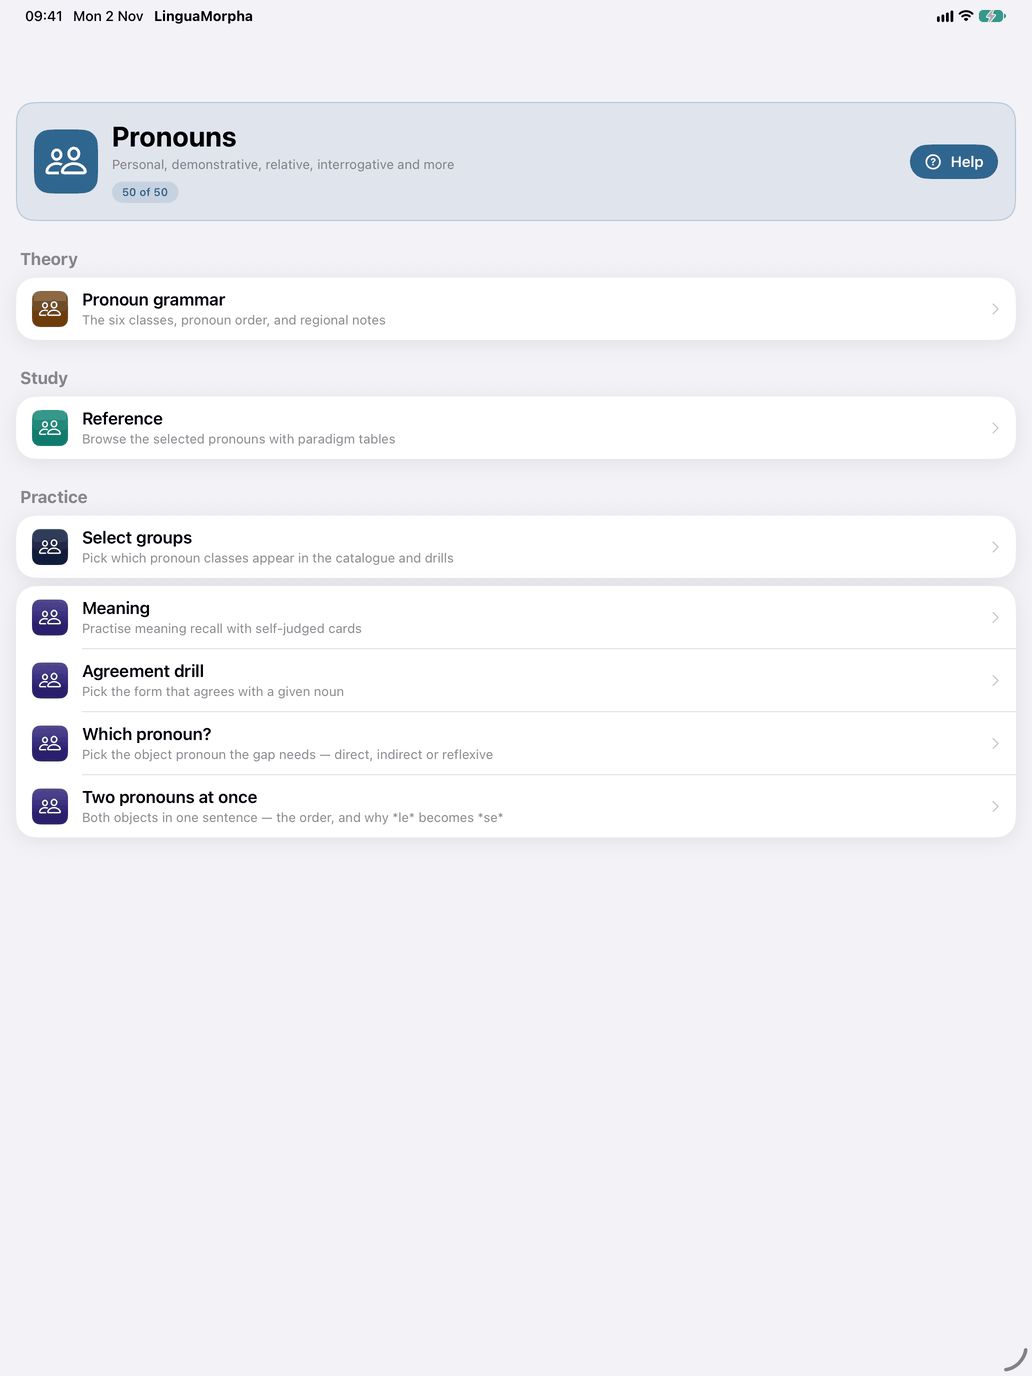 09:41 Mon 2 Nov LinguaMorpha
Pronouns
Personal, demonstrative, relative, interrogative and more
50 of 50
Help
Theory
Pronoun grammar
The six classes, pronoun order, and regional notes
Study
Reference
Browse the selected pronouns with paradigm tables
Practice
Select groups
Pick which pronoun classes appear in the catalogue and drills
Meaning
Practise meaning recall with self-judged cards
Agreement drill
Pick the form that agrees with a given noun
Which pronoun?
Pick the object pronoun the gap needs — direct, indirect or reflexive
Two pronouns at once
Both objects in one sentence — the order, and why *le* becomes *se*